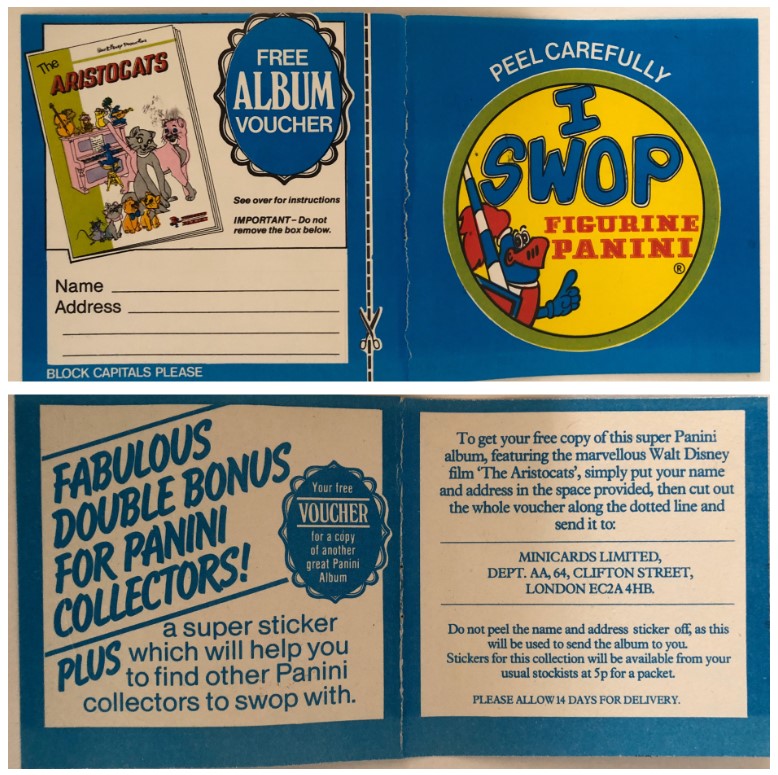 The
ARISTOCATS
FREE
ALBUM
VOUCHER
See over for instructions
IMPORTANT – Do not
remove the box below.
Name
Address
BLOCK CAPITALS PLEASE
PEEL CAREFULLY
I
SWOP
FIGURINE
PANINI
®
FABULOUS
DOUBLE BONUS
FOR PANINI
COLLECTORS!
Your free
VOUCHER
for a copy
of another
great Panini
Album
PLUS a super sticker
which will help you
to find other Panini
collectors to swop with.
To get your free copy of this super Panini
album, featuring the marvellous Walt Disney
film ‘The Aristocats’, simply put your name
and address in the space provided, then cut out
the whole voucher along the dotted line and
send it to:
MINICARDS LIMITED,
DEPT. AA, 64, CLIFTON STREET,
LONDON EC2A 4HB.
Do not peel the name and address sticker off, as this
will be used to send the album to you.
Stickers for this collection will be available from your
usual stockists at 5p for a packet.
PLEASE ALLOW 14 DAYS FOR DELIVERY.